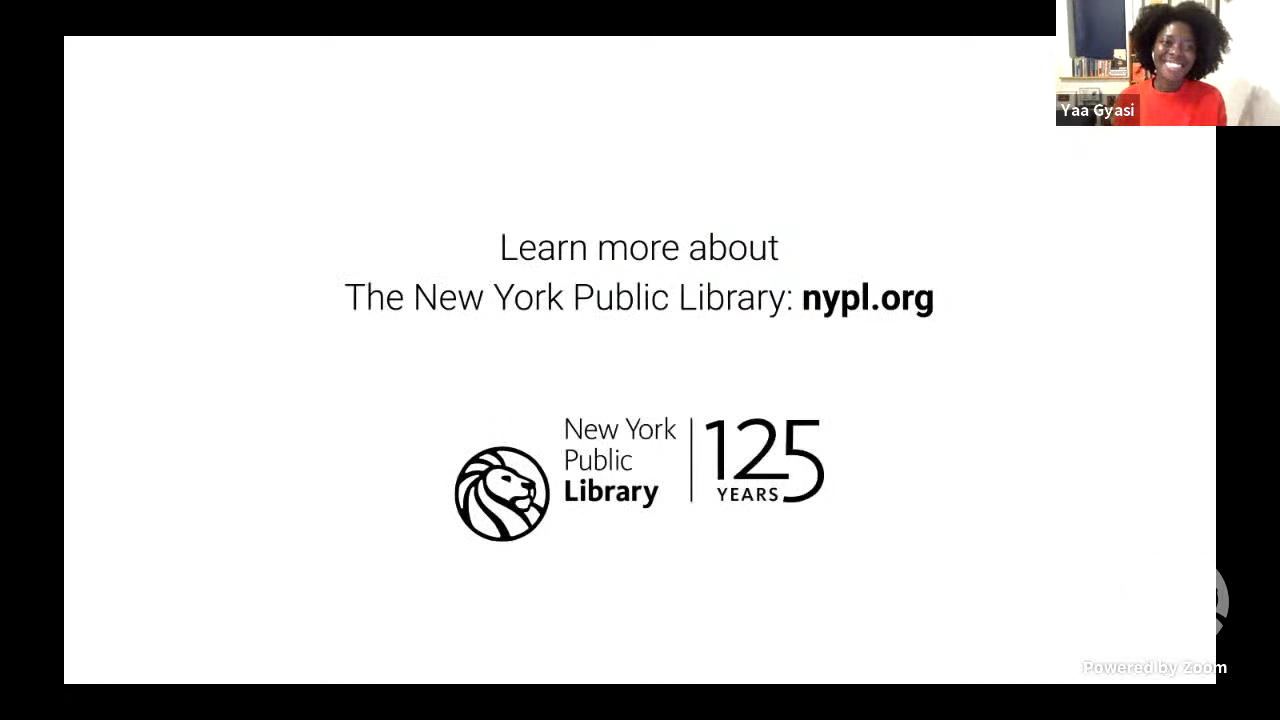 Yaa Gyasi
Learn more about
The New York Public Library: nypl.org
New York
Public
Library
125
YEARS
Powered by Zoom